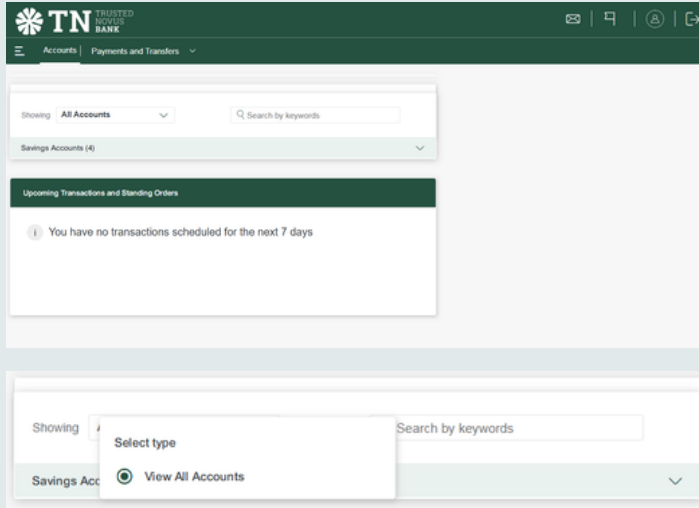 TN TRUSTED NOVUS BANK
Accounts Payments and Transfers
Showing All Accounts Search by keywords
Savings Accounts (4)
Upcoming Transactions and Standing Orders
i You have no transactions scheduled for the next 7 days
Showing A Search by keywords
Select type
View All Accounts
Savings Acc